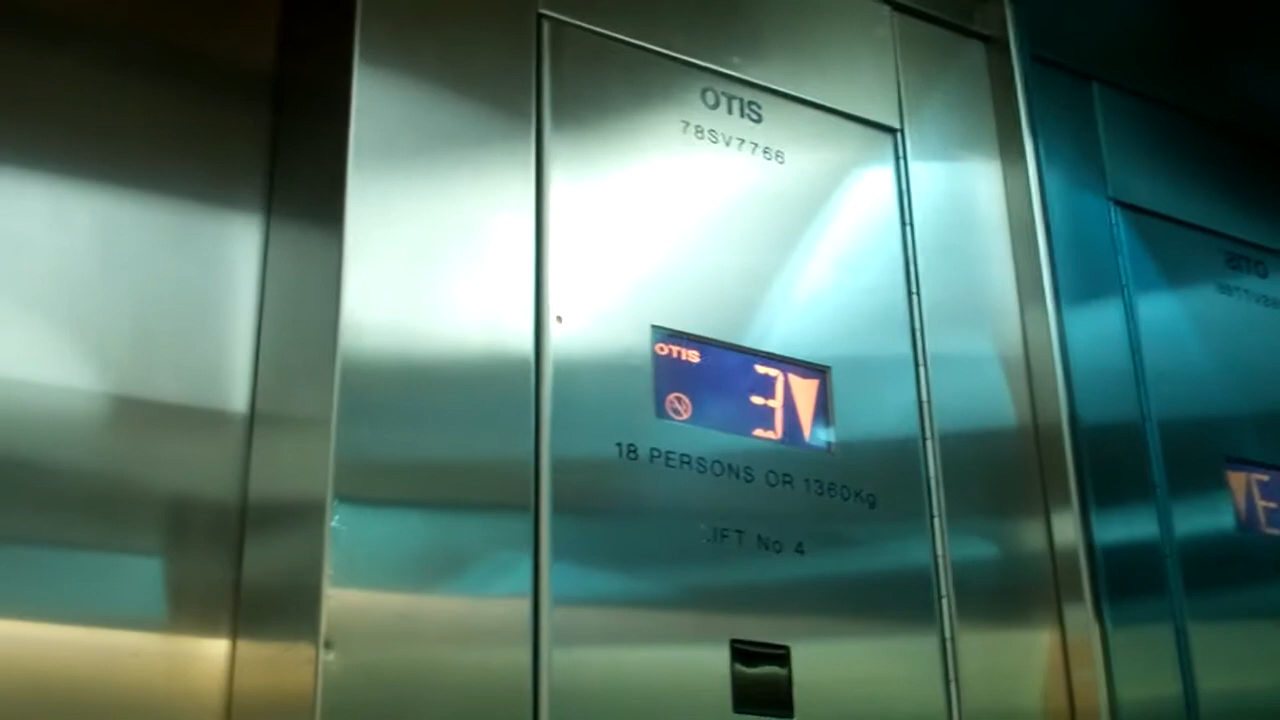 OTIS
78SV7766
OTIS
3
18 PERSONS OR 1360Kg
LIFT No 4